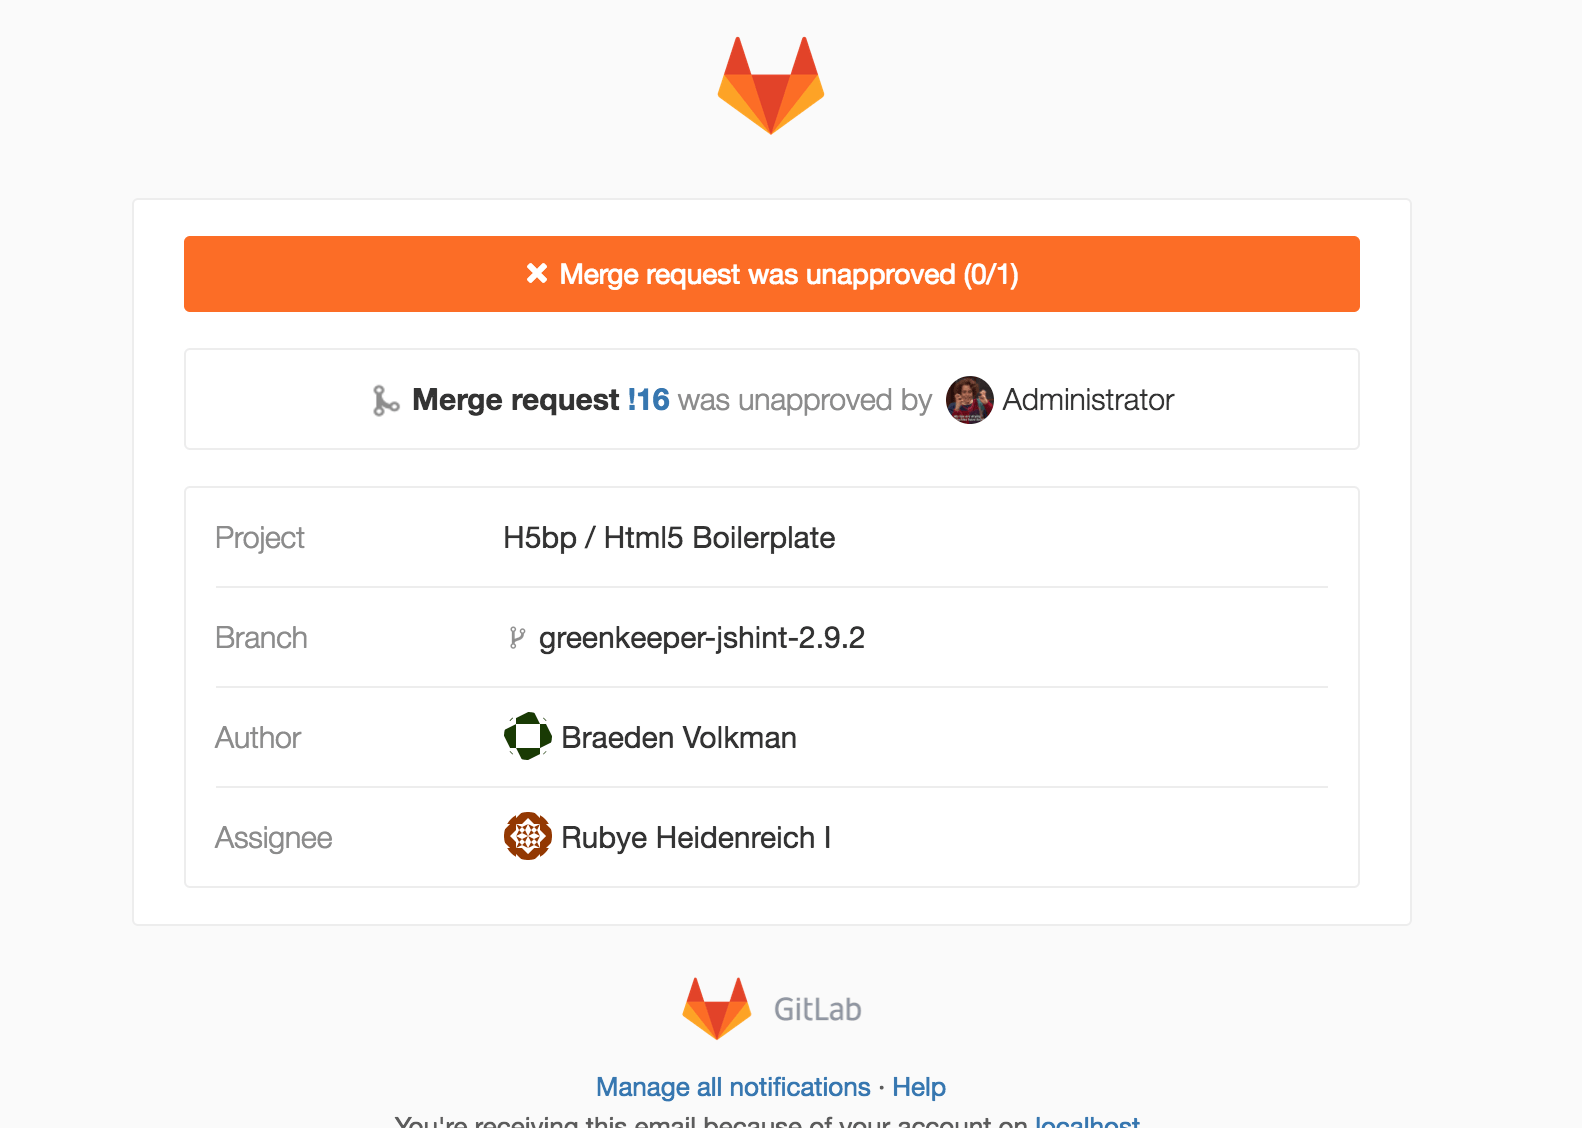 Merge request was unapproved (0/1)
Merge request !16 was unapproved by Administrator
Project H5bp / Html5 Boilerplate
Branch greenkeeper-jshint-2.9.2
Author Braeden Volkman
Assignee Rubye Heidenreich I
GitLab
Manage all notifications · Help
You're receiving this email because of your account on localhost